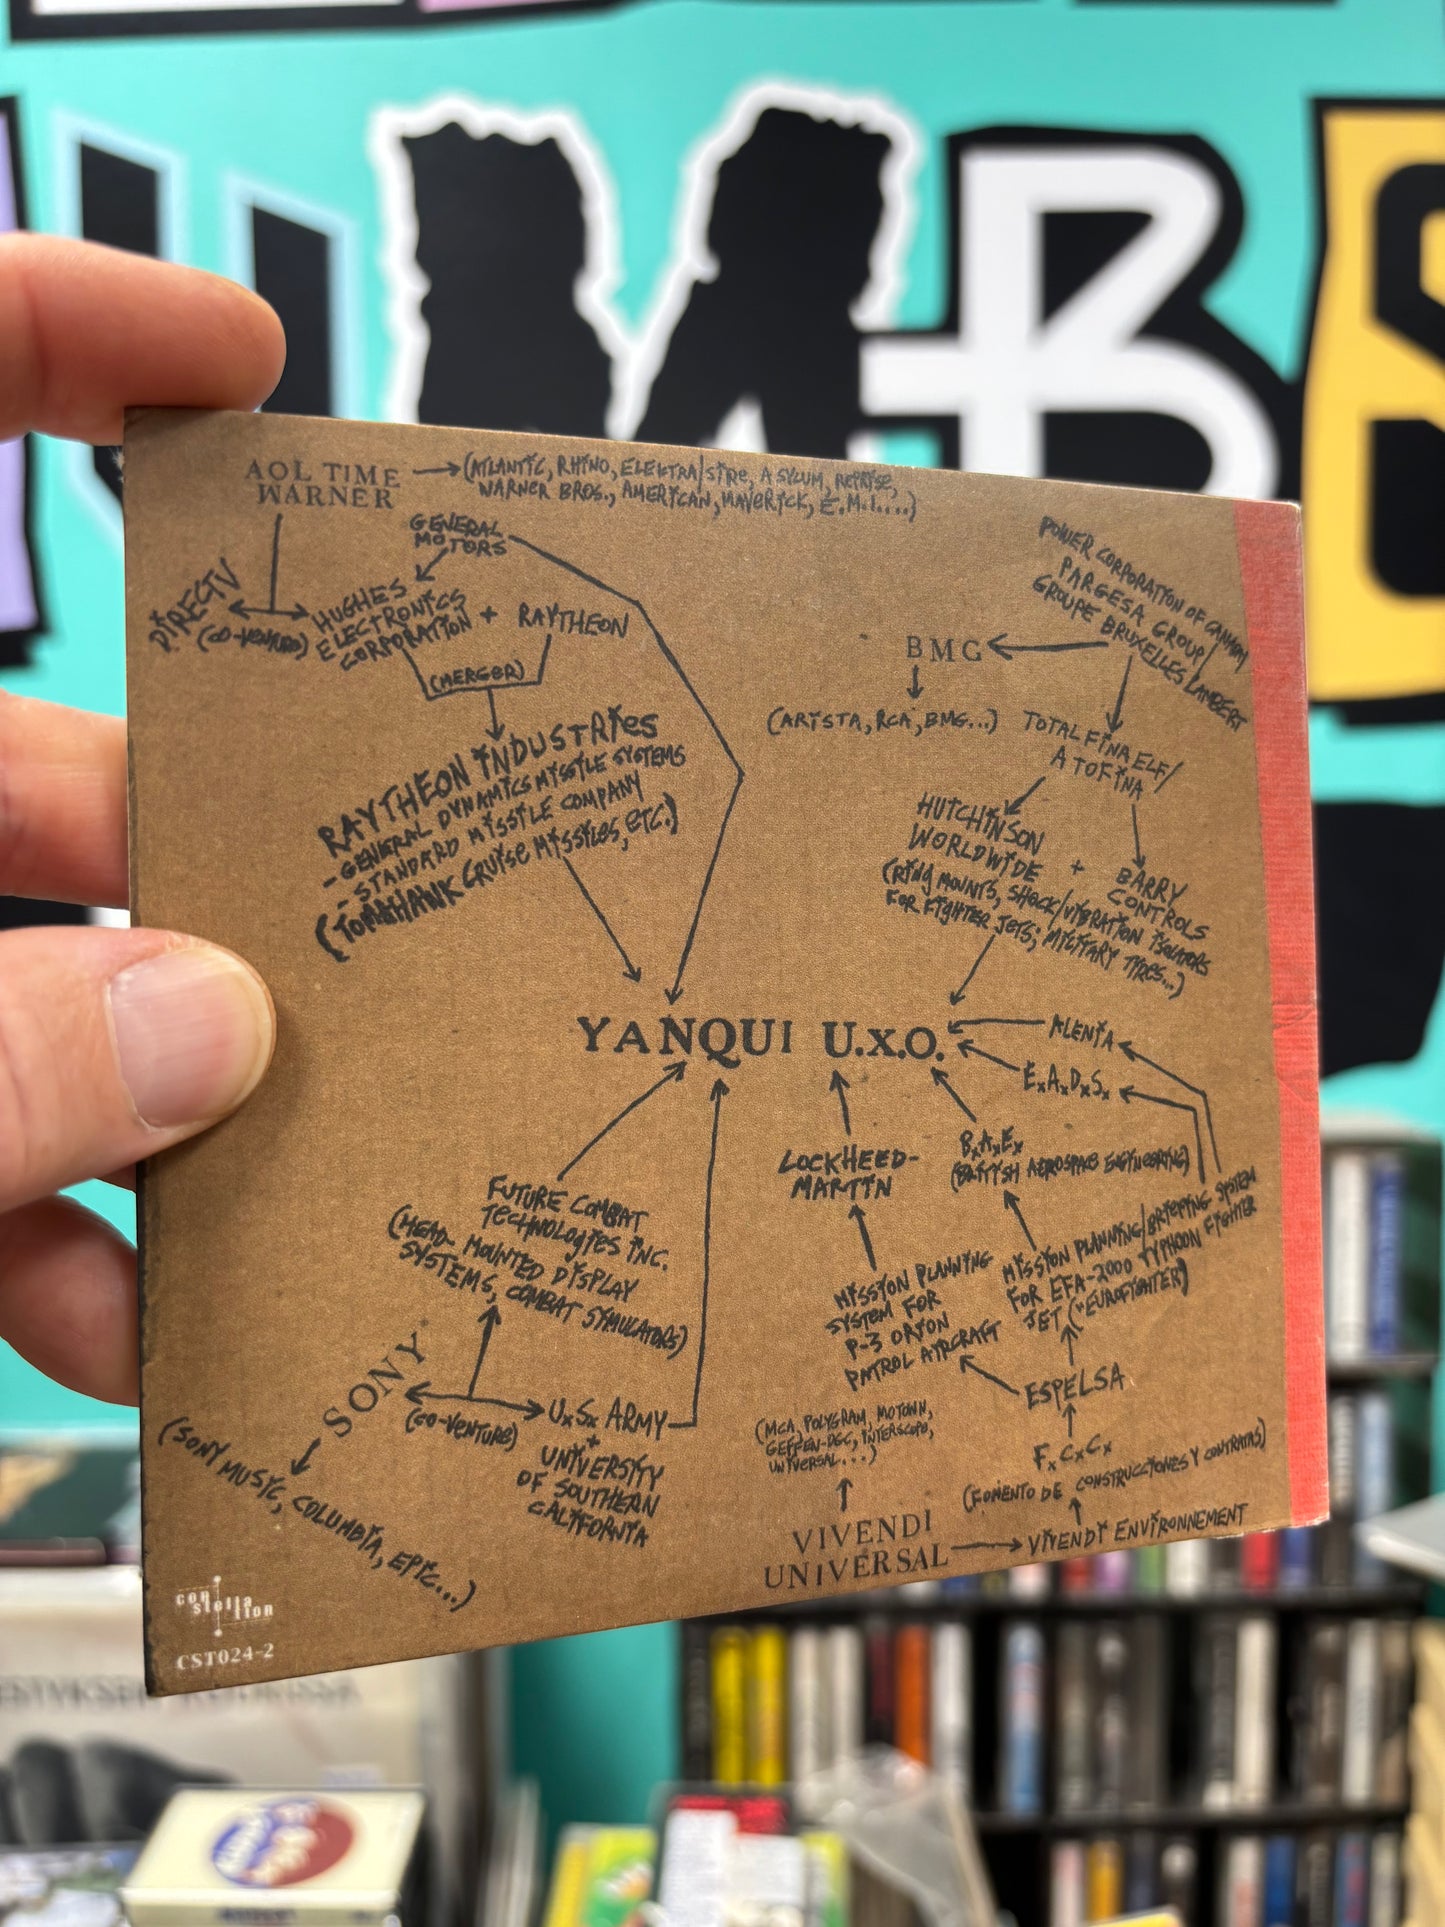 AOL TIME
WARNER
(ATLANTIC, RHINO, ELEKTRA/SIRE, ASYLUM, REPRISE,
WARNER BROS., AMERICAN, MAVERICK, E.M.I....)
GENERAL
MOTORS
DIRECTV
(CO-VENTURE)
HUGHES
ELECTRONICS
CORPORATION
+
RAYTHEON
(MERGER)
RAYTHEON INDUSTRIES
- GENERAL DYNAMICS MISSILE SYSTEMS
- STANDARD MISSILE COMPANY
(TOMAHAWK CRUISE MISSILES, ETC.)
POWER CORPORATION OF CANADA/
PARGESA GROUP/
GROUPE BRUXELLES LAMBERT
BMG
(ARISTA, RCA, BMG...)
TOTALFINAELF/
ATOFINA
HUTCHINSON
WORLDWIDE
+
BARRY
CONTROLS
(RING MOUNTS, SHOCK/VIBRATION ISOLATORS
FOR FIGHTER JETS; MILITARY TYRES...)
YANQUI U.X.O.
ALENIA
E.A.D.S.
B.A.E.
(BRITISH AEROSPACE ENGINEERING)
LOCKHEED-
MARTIN
FUTURE COMBAT
TECHNOLOGIES INC.
(HEAD-MOUNTED DISPLAY
SYSTEMS, COMBAT SYMULATORS)
MISSION PLANNING
SYSTEM FOR
P-3 ORION
PATROL AIRCRAFT
MISSION PLANNING/BRIEFING SYSTEM
FOR EFA-2000 TYPHOON FIGHTER
JET ("EUROFIGHTER")
SONY
(CO-VENTURE)
U.S. ARMY
+
UNIVERSITY
OF SOUTHERN
CALIFORNIA
(SONY MUSIC, COLUMBIA, EPIC...)
ESPELSA
F.C.C.
(FOMENTO DE CONSTRUCCIONES Y CONTRATAS)
(MCA, POLYGRAM, MOTOWN,
GEFFEN-DGC, INTERSCOPE,
UNIVERSAL...)
VIVENDI
UNIVERSAL
VIVENDI ENVIRONNEMENT
constellation
CST024-2